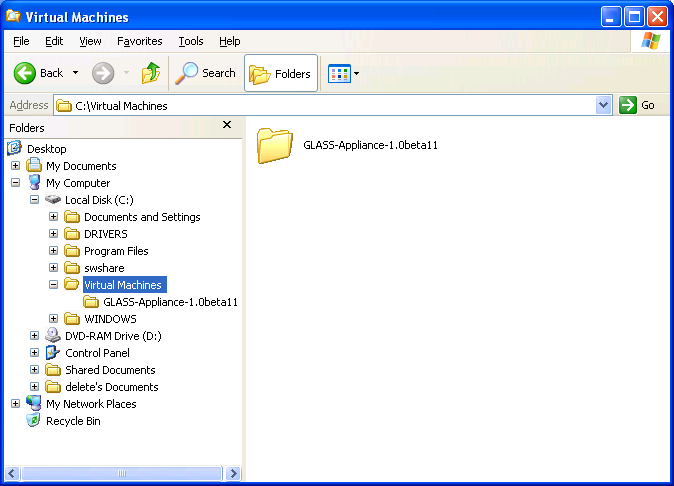 Virtual Machines
File Edit View Favorites Tools Help
Back Search Folders
Address C:\Virtual Machines Go
Folders
Desktop
My Documents
My Computer
Local Disk (C:)
Documents and Settings
DRIVERS
Program Files
swshare
Virtual Machines
GLASS-Appliance-1.0beta11
WINDOWS
DVD-RAM Drive (D:)
Control Panel
Shared Documents
delete's Documents
My Network Places
Recycle Bin
GLASS-Appliance-1.0beta11